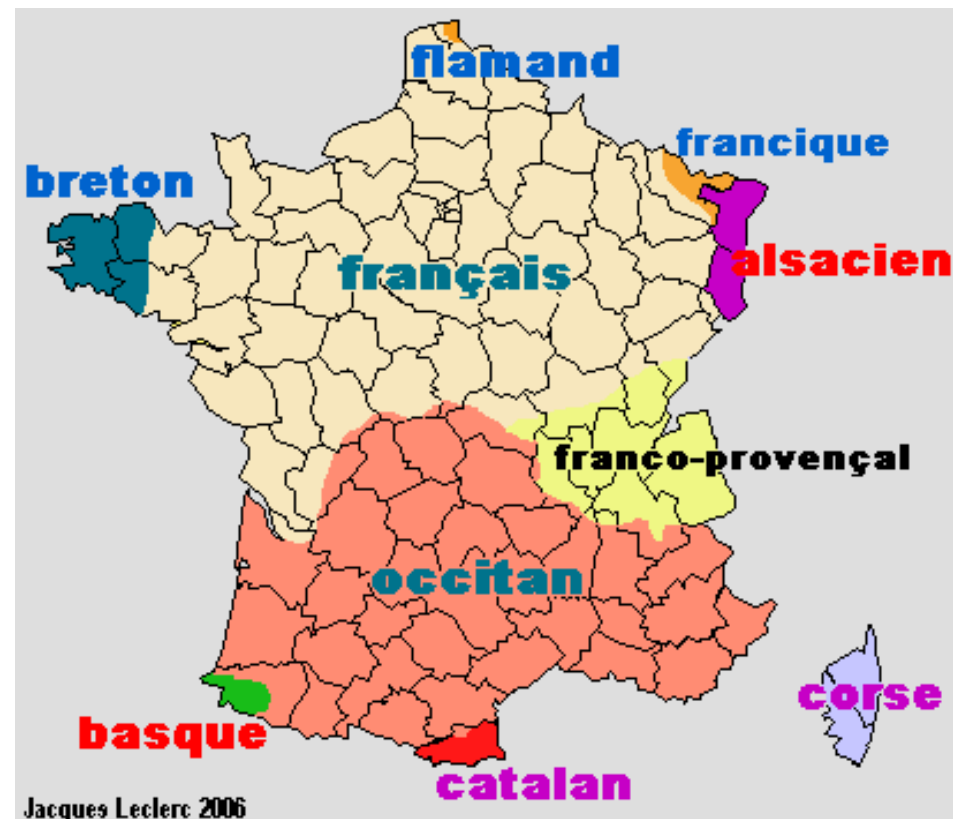 flamand
francique
breton
alsacien
français
franco-provençal
occitan
corse
basque
catalan
Jacques Leclerc 2006